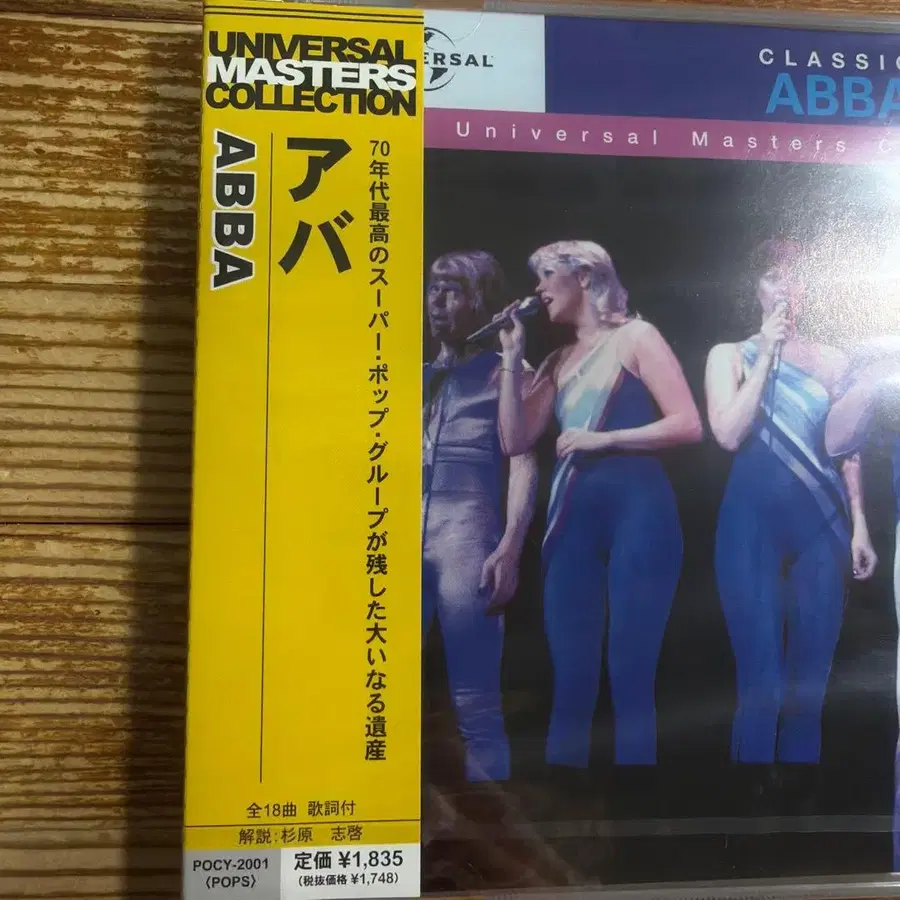 UNIVERSAL
MASTERS
COLLECTION
ABBA
アバ
70年代最高のスーパー・ポップ・グループが残した大いなる遺産
全18曲 歌詞付
解説:杉原 志啓
POCY-2001
〈POPS〉
定価 ¥1,835
(税抜価格 ¥1,748)
ERSAL
CLASSIC
ABBA
Universal Masters C